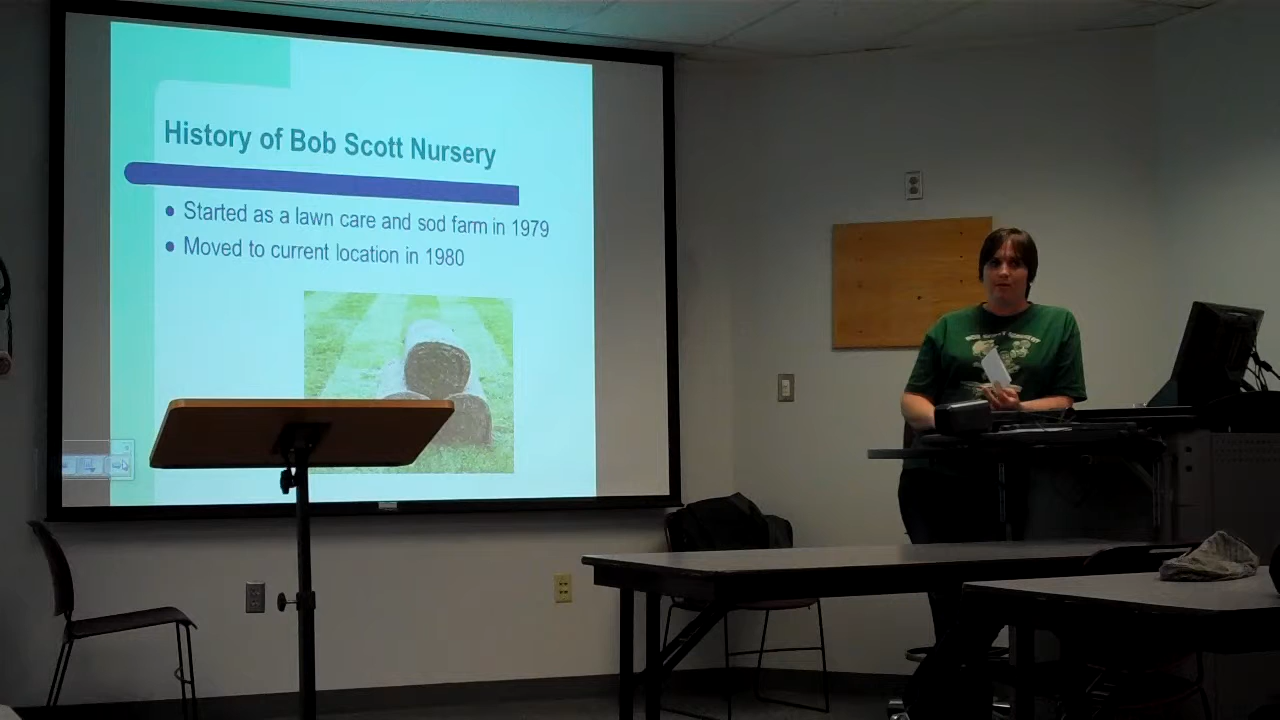 History of Bob Scott Nursery
● Started as a lawn care and sod farm in 1979
● Moved to current location in 1980